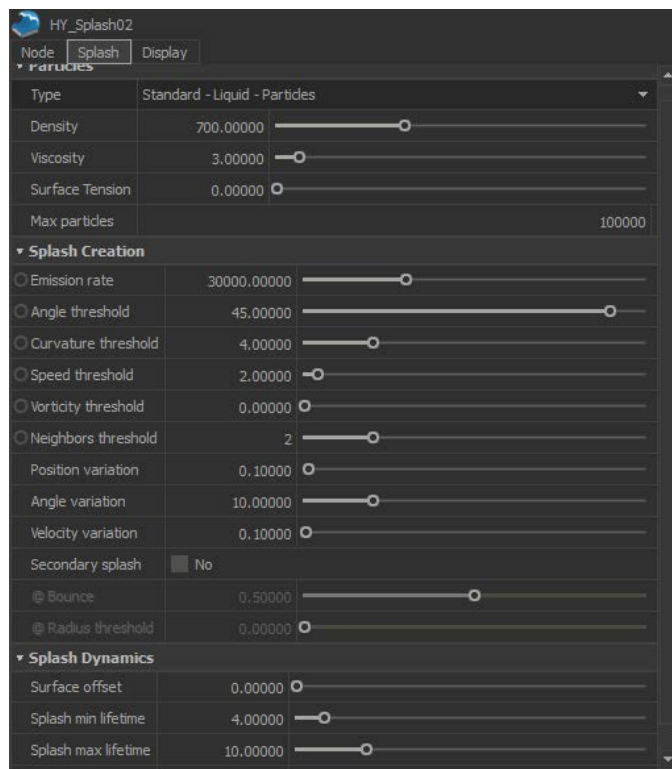 HY_Splash02
Node Splash Display
Particles
Type Standard - Liquid - Particles
Density 700.00000
Viscosity 3.00000
Surface Tension 0.00000
Max particles 100000
Splash Creation
Emission rate 30000.00000
Angle threshold 45.00000
Curvature threshold 4.00000
Speed threshold 2.00000
Vorticity threshold 0.00000
Neighbors threshold 2
Position variation 0.10000
Angle variation 10.00000
Velocity variation 0.10000
Secondary splash No
@ Bounce 0.50000
@ Radius threshold 0.00000
Splash Dynamics
Surface offset 0.00000
Splash min lifetime 4.00000
Splash max lifetime 10.00000